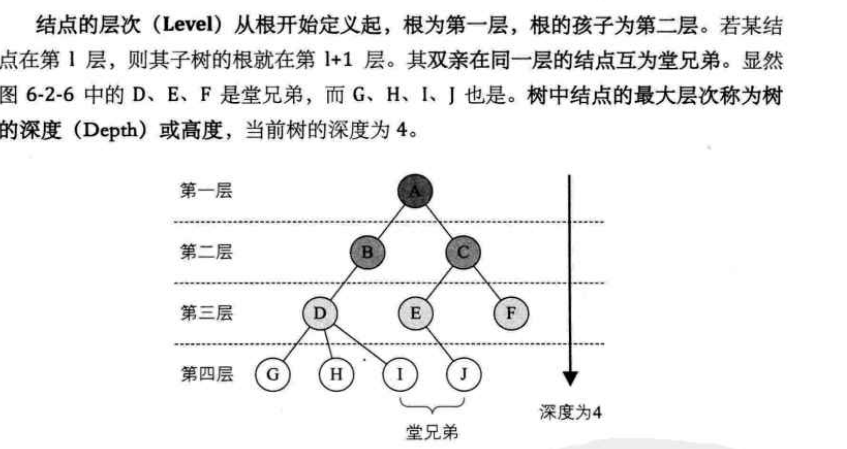 结点的层次（Level）从根开始定义起，根为第一层，根的孩子为第二层。若某结
点在第 l 层，则其子树的根就在第 l+1 层。其双亲在同一层的结点互为堂兄弟。显然
图 6-2-6 中的 D、E、F 是堂兄弟，而 G、H、I、J 也是。树中结点的最大层次称为树
的深度（Depth）或高度，当前树的深度为 4。
第一层 A
第二层 B C
第三层 D E F
第四层 G H I J
深度为4
堂兄弟